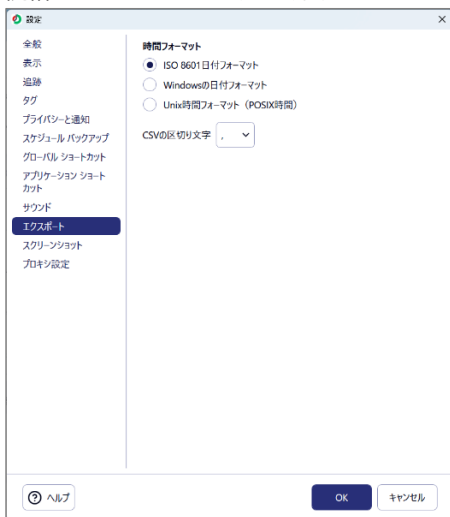 設定
全般
表示
追跡
タグ
プライバシーと通知
スケジュール バックアップ
グローバル ショートカット
アプリケーション ショート
カット
サウンド
エクスポート
スクリーンショット
プロキシ設定
時間フォーマット
ISO 8601日付フォーマット
Windowsの日付フォーマット
Unix時間フォーマット（POSIX時間）
CSVの区切り文字 ,
ヘルプ
OK
キャンセル